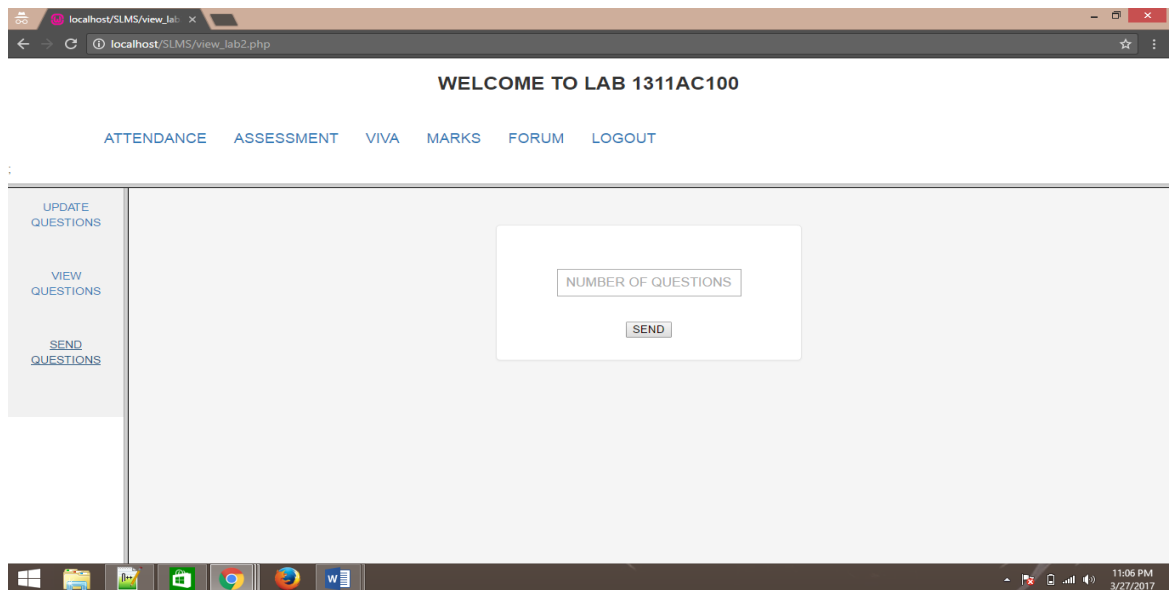 localhost/SLMS/view_lab
localhost/SLMS/view_lab2.php
WELCOME TO LAB 1311AC100
ATTENDANCE ASSESSMENT VIVA MARKS FORUM LOGOUT
;
UPDATE
QUESTIONS
VIEW
QUESTIONS
SEND
QUESTIONS
NUMBER OF QUESTIONS
SEND
11:06 PM
3/27/2017